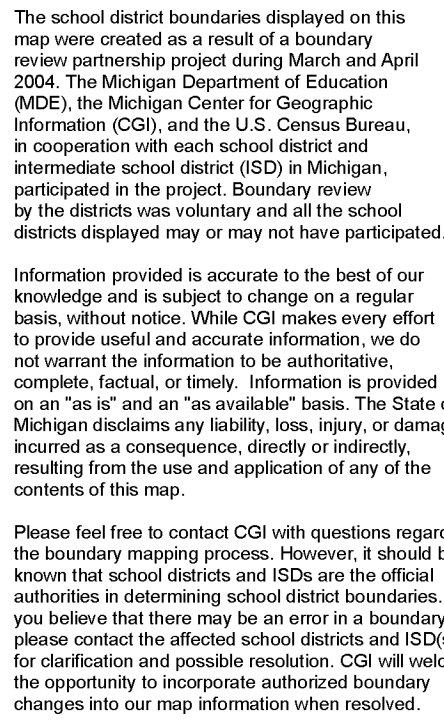 The school district boundaries displayed on this
map were created as a result of a boundary
review partnership project during March and April
2004. The Michigan Department of Education
(MDE), the Michigan Center for Geographic
Information (CGI), and the U.S. Census Bureau,
in cooperation with each school district and
intermediate school district (ISD) in Michigan,
participated in the project. Boundary review
by the districts was voluntary and all the school
districts displayed may or may not have participated.
Information provided is accurate to the best of our
knowledge and is subject to change on a regular
basis, without notice. While CGI makes every effort
to provide useful and accurate information, we do
not warrant the information to be authoritative,
complete, factual, or timely. Information is provided
on an "as is" and an "as available" basis. The State
Michigan disclaims any liability, loss, injury, or
incurred as a consequence, directly or indirectly,
resulting from the use and application of any of the
contents of this map.
Please feel free to contact CGI with questions
the boundary mapping process. However, it should
known that school districts and ISDs are the official
authorities in determining school district boundaries.
you believe that there may be an error in a boundary
please contact the affected school districts and
for clarification and possible resolution. CGI will
the opportunity to incorporate authorized boundary
changes into our map information when resolved.